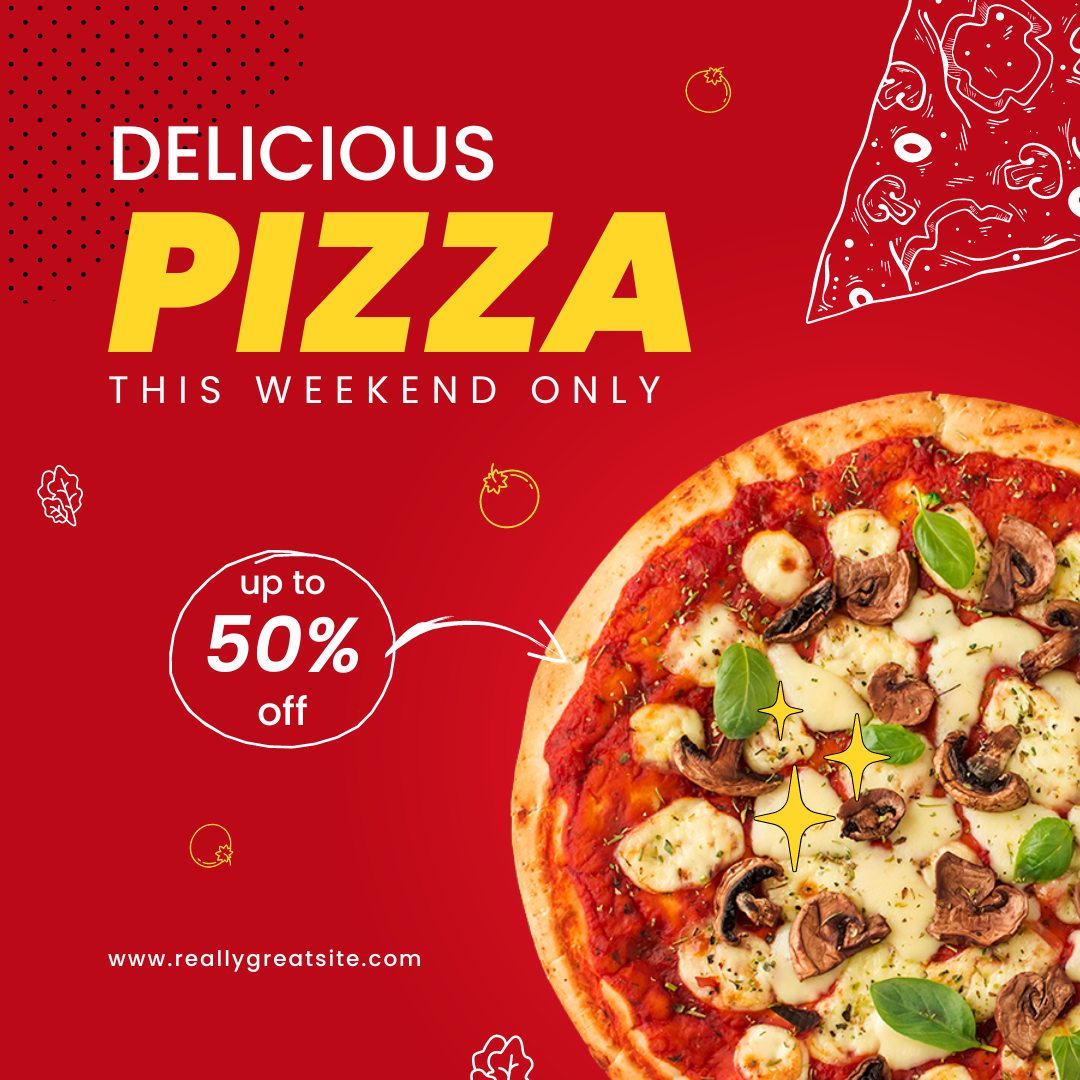 DELICIOUS
PIZZA
THIS WEEKEND ONLY
up to
50%
off
www.reallygreatsite.com